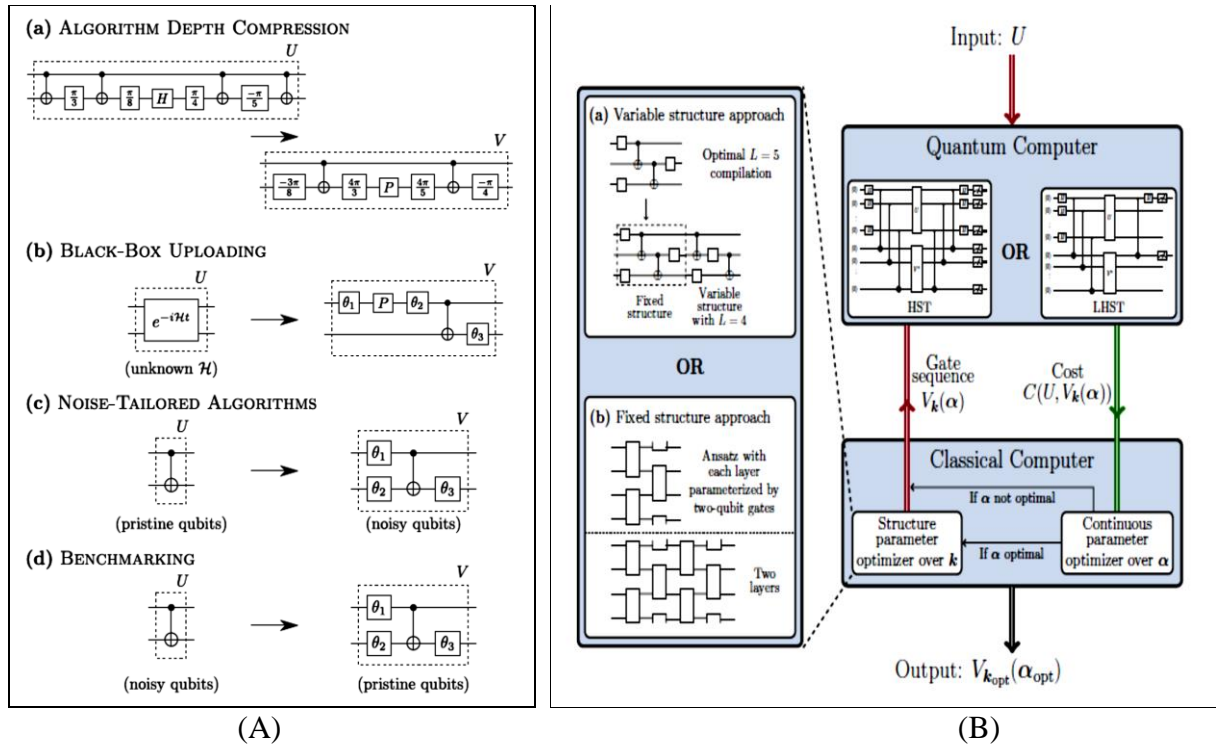 (a) ALGORITHM DEPTH COMPRESSION
U
π/3 π/8 H π/4 -π/5
V
-3π/8 4π/3 P 4π/5 -π/4
(b) BLACK-BOX UPLOADING
U
e^{-iℋt}
(unknown ℋ)
V
θ₁ P θ₂
θ₃
(c) NOISE-TAILORED ALGORITHMS
U
(pristine qubits)
V
θ₁
θ₂ θ₃
(noisy qubits)
(d) BENCHMARKING
U
(noisy qubits)
V
θ₁
θ₂ θ₃
(pristine qubits)
(A)
(a) Variable structure approach
Optimal L = 5
compilation
Fixed
structure
Variable
structure
with L = 4
OR
(b) Fixed structure approach
Ansatz with
each layer
parameterized by
two-qubit gates
Two
layers
Input: U
Quantum Computer
HST
OR
LHST
Gate
sequence
V_k(α)
Cost
C(U, V_k(α))
Classical Computer
If α not optimal
Structure
parameter
optimizer over k
If α optimal
Continuous
parameter
optimizer over α
Output: V_{k_opt}(α_opt)
(B)